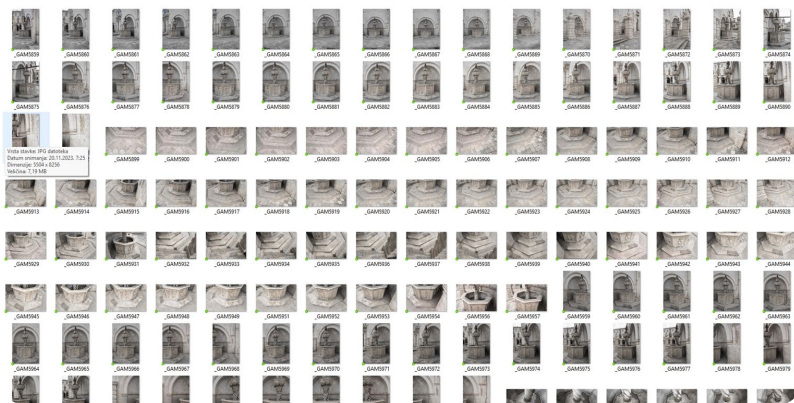 _GAM5859 _GAM5860 _GAM5861 _GAM5862 _GAM5863 _GAM5864 _GAM5865 _GAM5866 _GAM5867 _GAM5868 _GAM5869 _GAM5870 _GAM5871 _GAM5872 _GAM5873 _GAM5874
_GAM5875 _GAM5876 _GAM5877 _GAM5878 _GAM5879 _GAM5880 _GAM5881 _GAM5882 _GAM5883 _GAM5884 _GAM5885 _GAM5886 _GAM5887 _GAM5888 _GAM5889 _GAM5890
Vrsta stavke: JPG datoteka
Datum snimanja: 20.11.2023. 7:25
Dimenzije: 5504 x 8256
Veličina: 7,19 MB
_GAM5899 _GAM5900 _GAM5901 _GAM5902 _GAM5903 _GAM5904 _GAM5905 _GAM5906 _GAM5907 _GAM5908 _GAM5909 _GAM5910 _GAM5911 _GAM5912
_GAM5913 _GAM5914 _GAM5915 _GAM5916 _GAM5917 _GAM5918 _GAM5919 _GAM5920 _GAM5921 _GAM5922 _GAM5923 _GAM5924 _GAM5925 _GAM5926 _GAM5927 _GAM5928
_GAM5929 _GAM5930 _GAM5931 _GAM5932 _GAM5933 _GAM5934 _GAM5935 _GAM5936 _GAM5937 _GAM5938 _GAM5939 _GAM5940 _GAM5941 _GAM5942 _GAM5943 _GAM5944
_GAM5945 _GAM5946 _GAM5947 _GAM5948 _GAM5949 _GAM5951 _GAM5952 _GAM5953 _GAM5954 _GAM5956 _GAM5957 _GAM5959 _GAM5960 _GAM5961 _GAM5962 _GAM5963
_GAM5964 _GAM5965 _GAM5966 _GAM5967 _GAM5968 _GAM5969 _GAM5970 _GAM5971 _GAM5972 _GAM5973 _GAM5974 _GAM5975 _GAM5976 _GAM5977 _GAM5978 _GAM5979